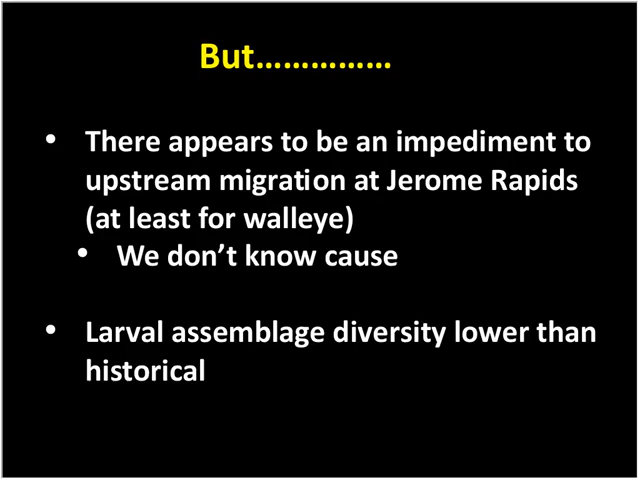 But……………
• There appears to be an impediment to
upstream migration at Jerome Rapids
(at least for walleye)
• We don’t know cause
• Larval assemblage diversity lower than
historical